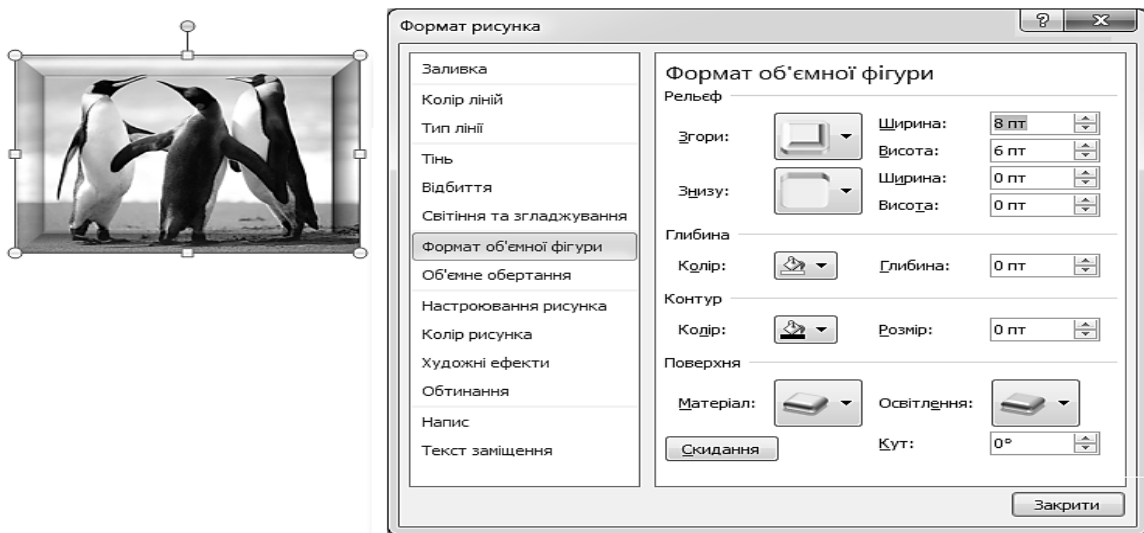 Формат рисунка
Заливка
Колір ліній
Тип лінії
Тінь
Відбиття
Світіння та згладжування
Формат об'ємної фігури
Об'ємне обертання
Настроювання рисунка
Колір рисунка
Художні ефекти
Обтинання
Напис
Текст заміщення
Формат об'ємної фігури
Рельєф
Згори:
Ширина: 8 пт
Висота: 6 пт
Знизу:
Ширина: 0 пт
Висота: 0 пт
Глибина
Колір: Глибина: 0 пт
Контур
Колір: Розмір: 0 пт
Поверхня
Матеріал: Освітлення:
Скидання Кут: 0°
Закрити